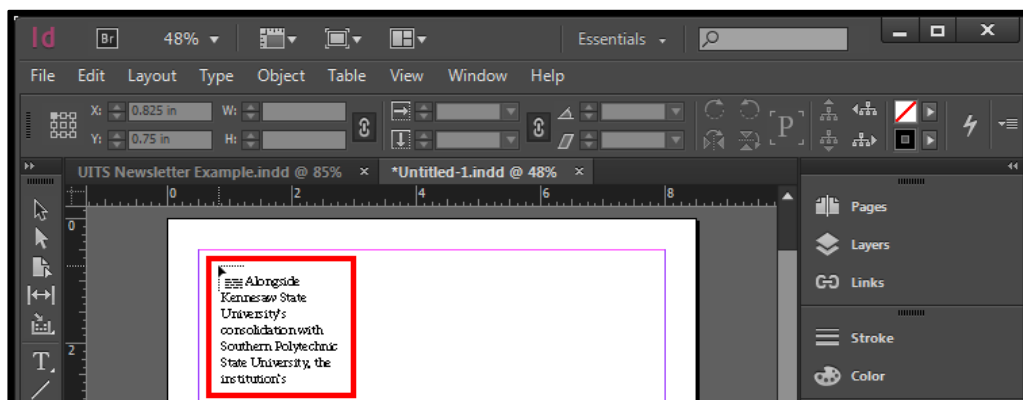 Id Br 48% Essentials
File Edit Layout Type Object Table View Window Help
X: 0.825 in W:
Y: 0.75 in H:
P
UITS Newsletter Example.indd @ 85% × *Untitled-1.indd @ 48% ×
0 2 4 6 8
0
Pages
Layers
Alongside
Links
Kennesaw State
University's
consolidation with
Stroke
2
Southern Polytechnic
T
State University, the
Color
institution's